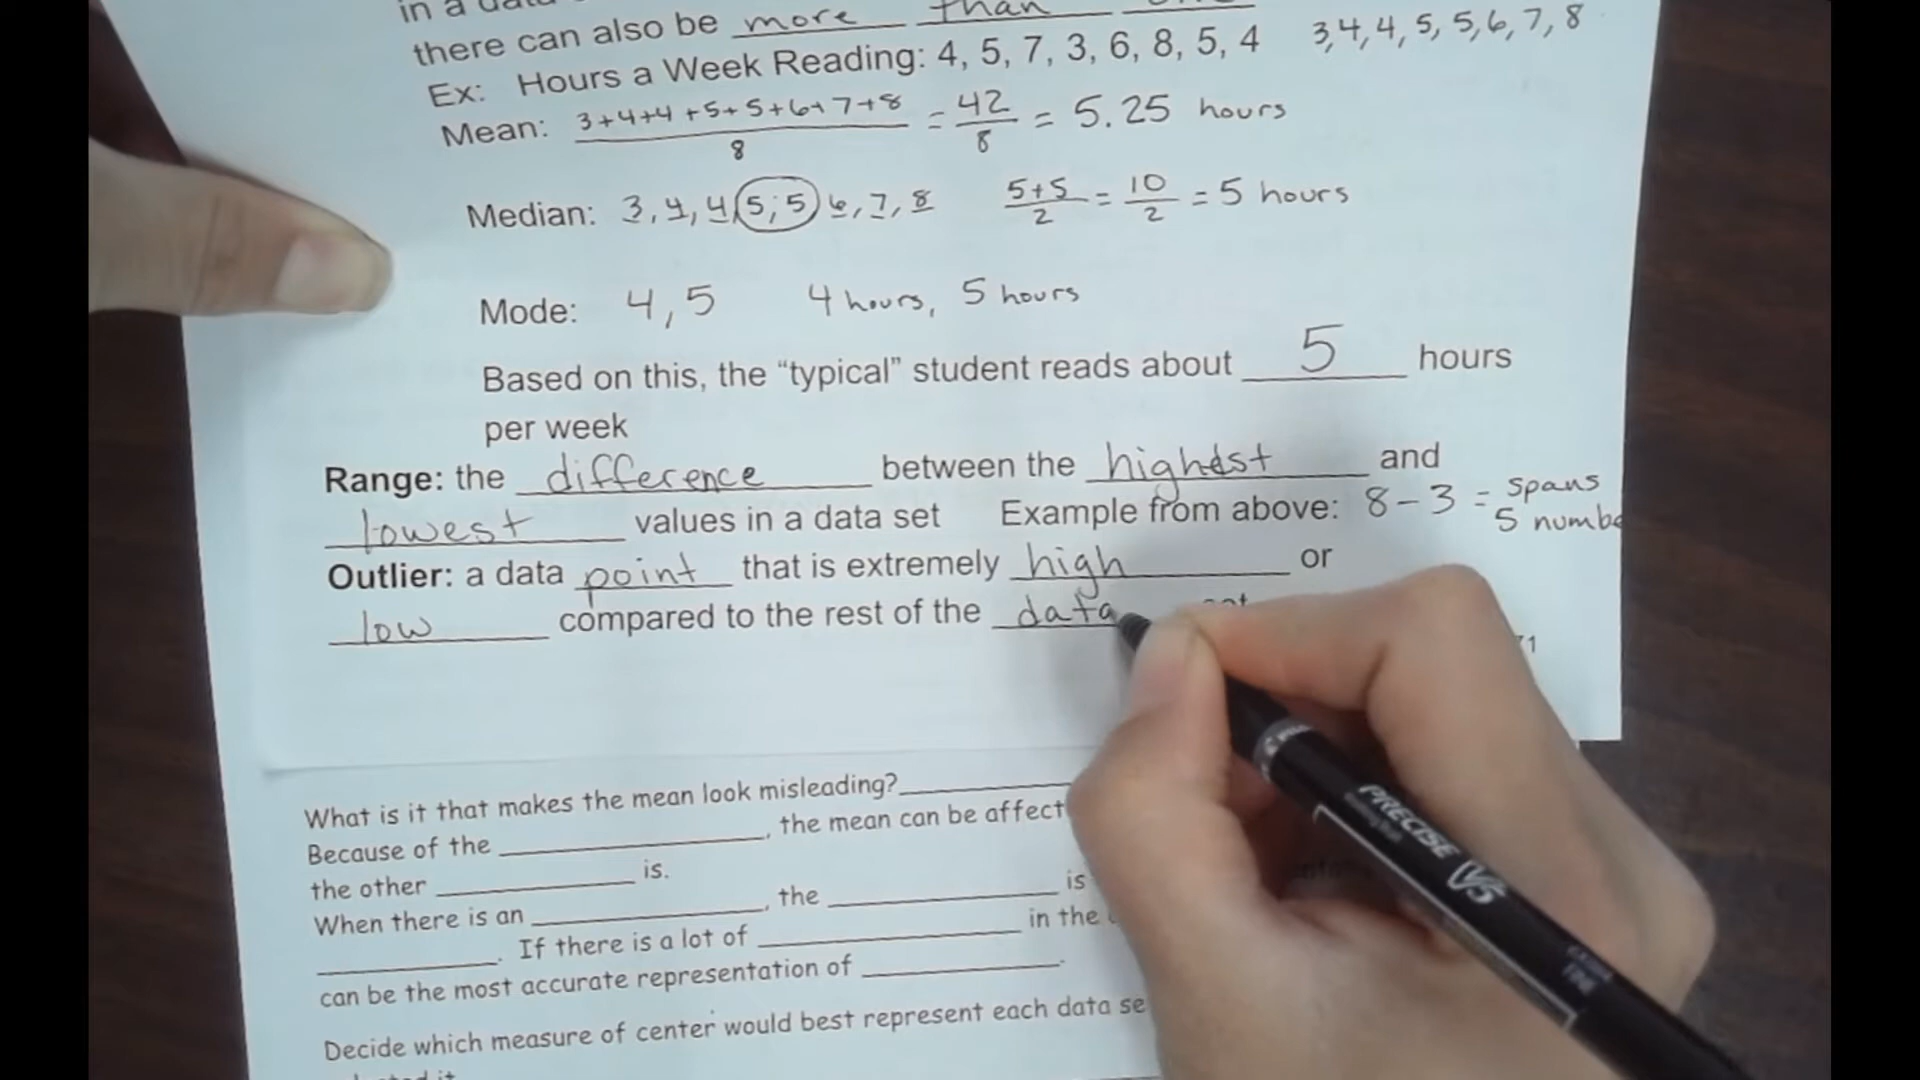 in a
there can also be more than one
Ex: Hours a Week Reading: 4, 5, 7, 3, 6, 8, 5, 4 3,4,4,5,5,6,7,8
Mean: 3+4+4+5+5+6+7+8 / 8 = 42 / 8 = 5.25 hours
Median: 3, 4, 4, 5, 5, 6, 7, 8 5+5 / 2 = 10 / 2 = 5 hours
Mode: 4, 5 4 hours, 5 hours
Based on this, the “typical” student reads about 5 hours
per week
Range: the difference between the highest and
lowest values in a data set Example from above: 8-3 = spans
5 numbe
Outlier: a data point that is extremely high or
low compared to the rest of the data
What is it that makes the mean look misleading?
Because of the , the mean can be affect
the other is.
When there is an , the is
. If there is a lot of in the
can be the most accurate representation of .
Decide which measure of center would best represent each data se
PRECISE V5